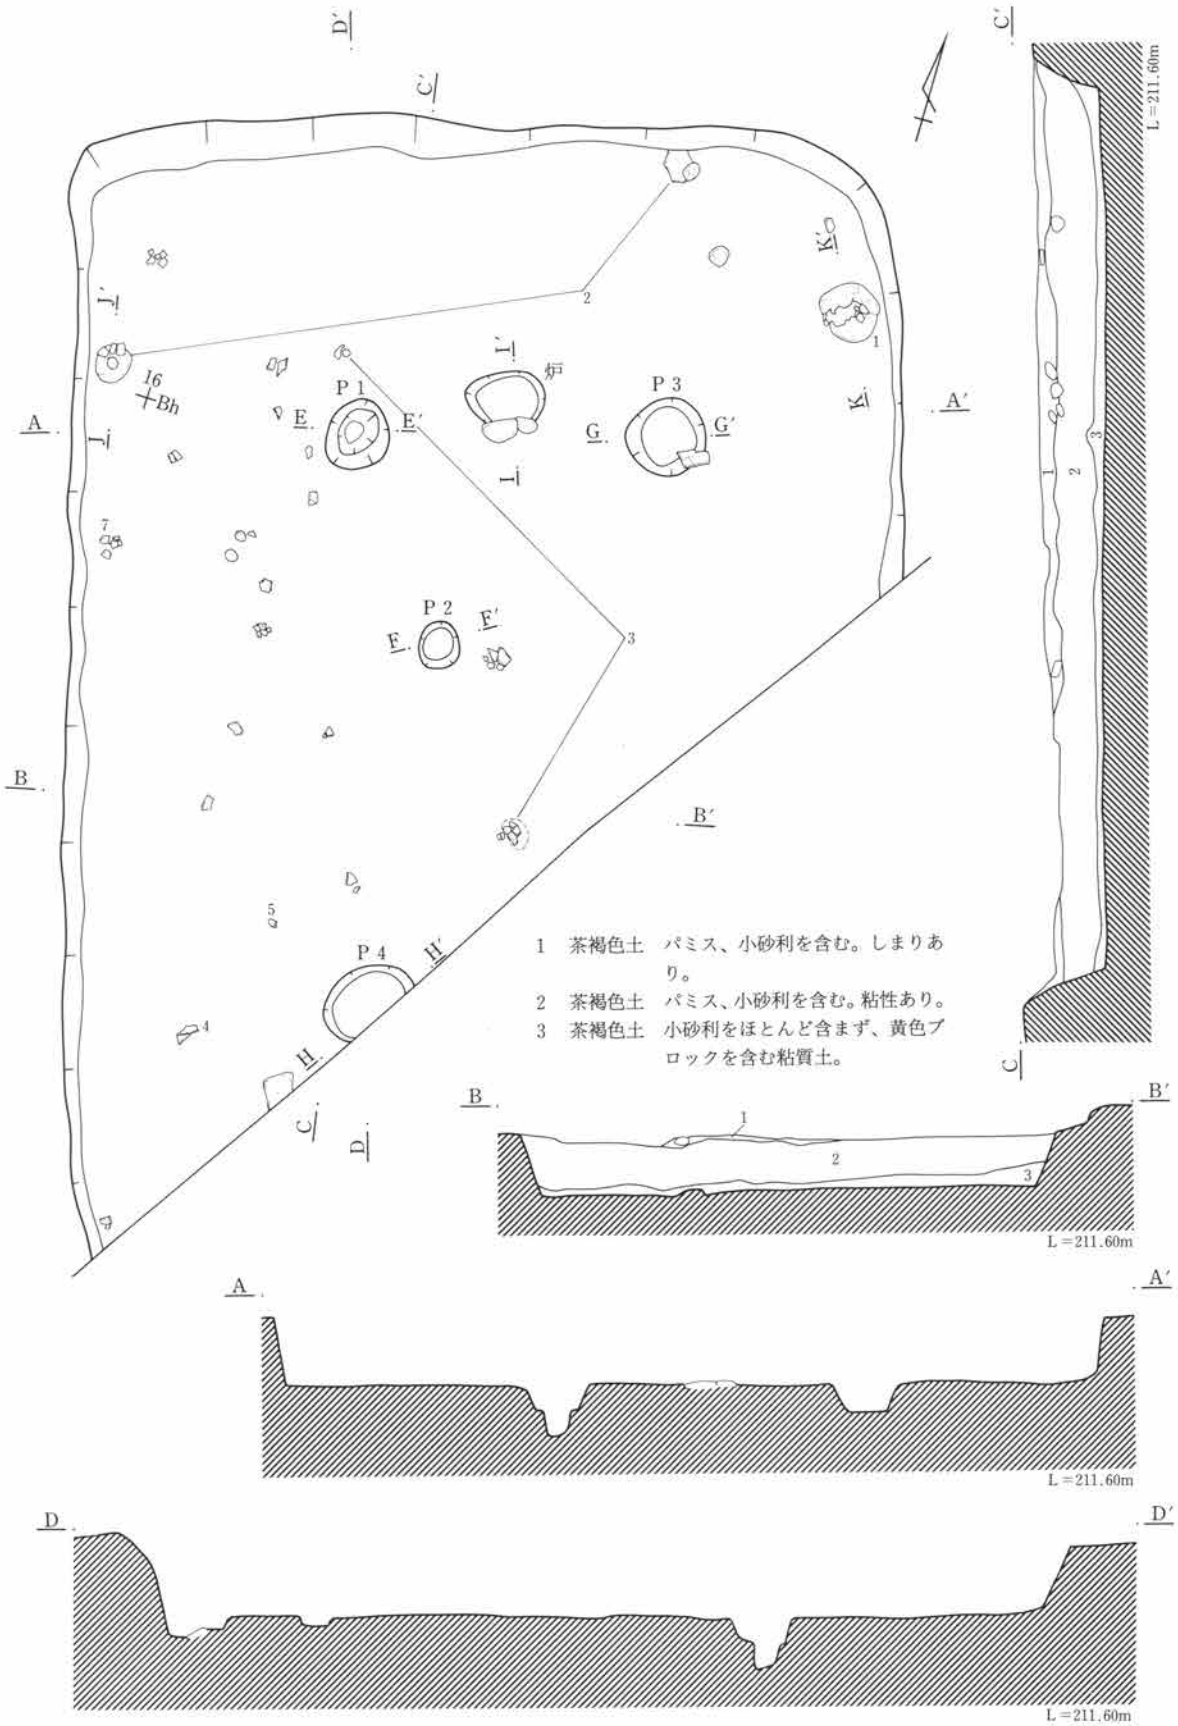 D′
C′
C′
L＝211.60m
K′
J′
2
1
I′
炉
I6
Bh
P 1
P 3
A
E
E′
G
G′
K
A′
J
I
1
2
3
7
P 2
F
F′
3
B
B′
5
P 4
H′
4
H
C
D
1 茶褐色土 パミス、小砂利を含む。しまりあ
り。
2 茶褐色土 パミス、小砂利を含む。粘性あり。
3 茶褐色土 小砂利をほとんど含まず、黄色ブ
ロックを含む粘質土。
C
B
B′
1
2
3
L＝211.60m
A
A′
L＝211.60m
D
D′
L＝211.60m